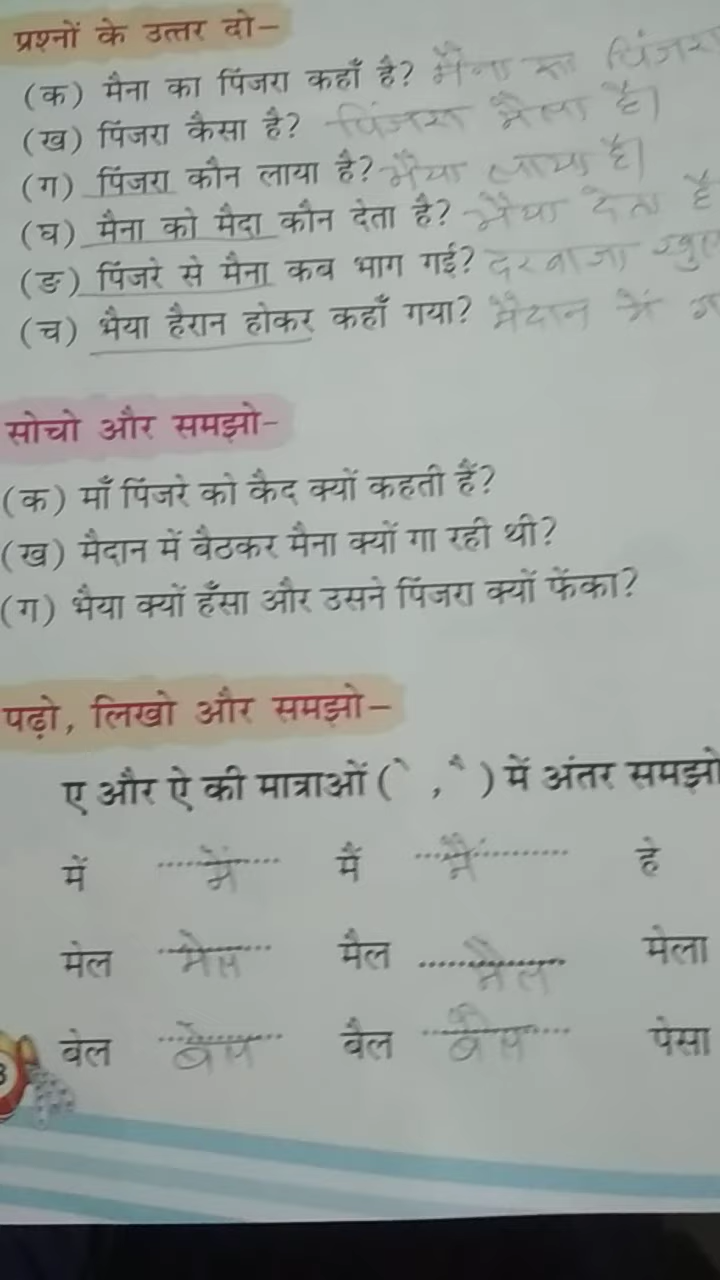 प्रश्नों के उत्तर दो–
(क) मैना का पिंजरा कहाँ है? मैना का पिंजरा
(ख) पिंजरा कैसा है? पिंजरा मैला है।
(ग) पिंजरा कौन लाया है? भैया लाया है।
(घ) मैना को मैदा कौन देता है? भैया देता है
(ङ) पिंजरे से मैना कब भाग गई? दरवाजा
(च) भैया हैरान होकर कहाँ गया? मैदान में
सोचो और समझो–
(क) माँ पिंजरे को कैद क्यों कहती हैं?
(ख) मैदान में बैठकर मैना क्यों गा रही थी?
(ग) भैया क्यों हँसा और उसने पिंजरा क्यों फेंका?
पढ़ो, लिखो और समझो–
ए और ऐ की मात्राओं ( े , ै ) में अंतर समझो
में में मैं मैं हे
मेल मेल मैल मैल मेला
बेल बेल बैल बैल पेसा